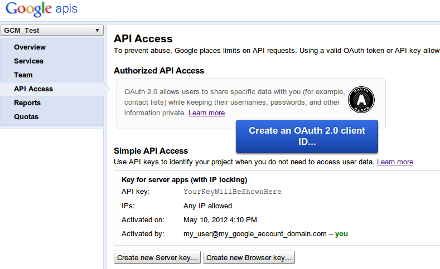 Google apis
GCM_Test
Overview
Services
Team
API Access
Reports
Quotas
API Access
To prevent abuse, Google places limits on API requests. Using a valid OAuth token or API key allow
Authorized API Access
OAuth 2.0 allows users to share specific data with you (for example,
contact lists) while keeping their usernames, passwords, and other
information private. Learn more
A
Create an OAuth 2.0 client
ID...
Simple API Access
Use API keys to identify your project when you do not need to access user data. Learn more
Key for server apps (with IP locking)
API key: YourKeyWillBeShownHere
IPs: Any IP allowed
Activated on: May 10, 2012 4:10 PM
Activated by: my_user@my_google_account_domain.com – you
Create new Server key... Create new Browser key...